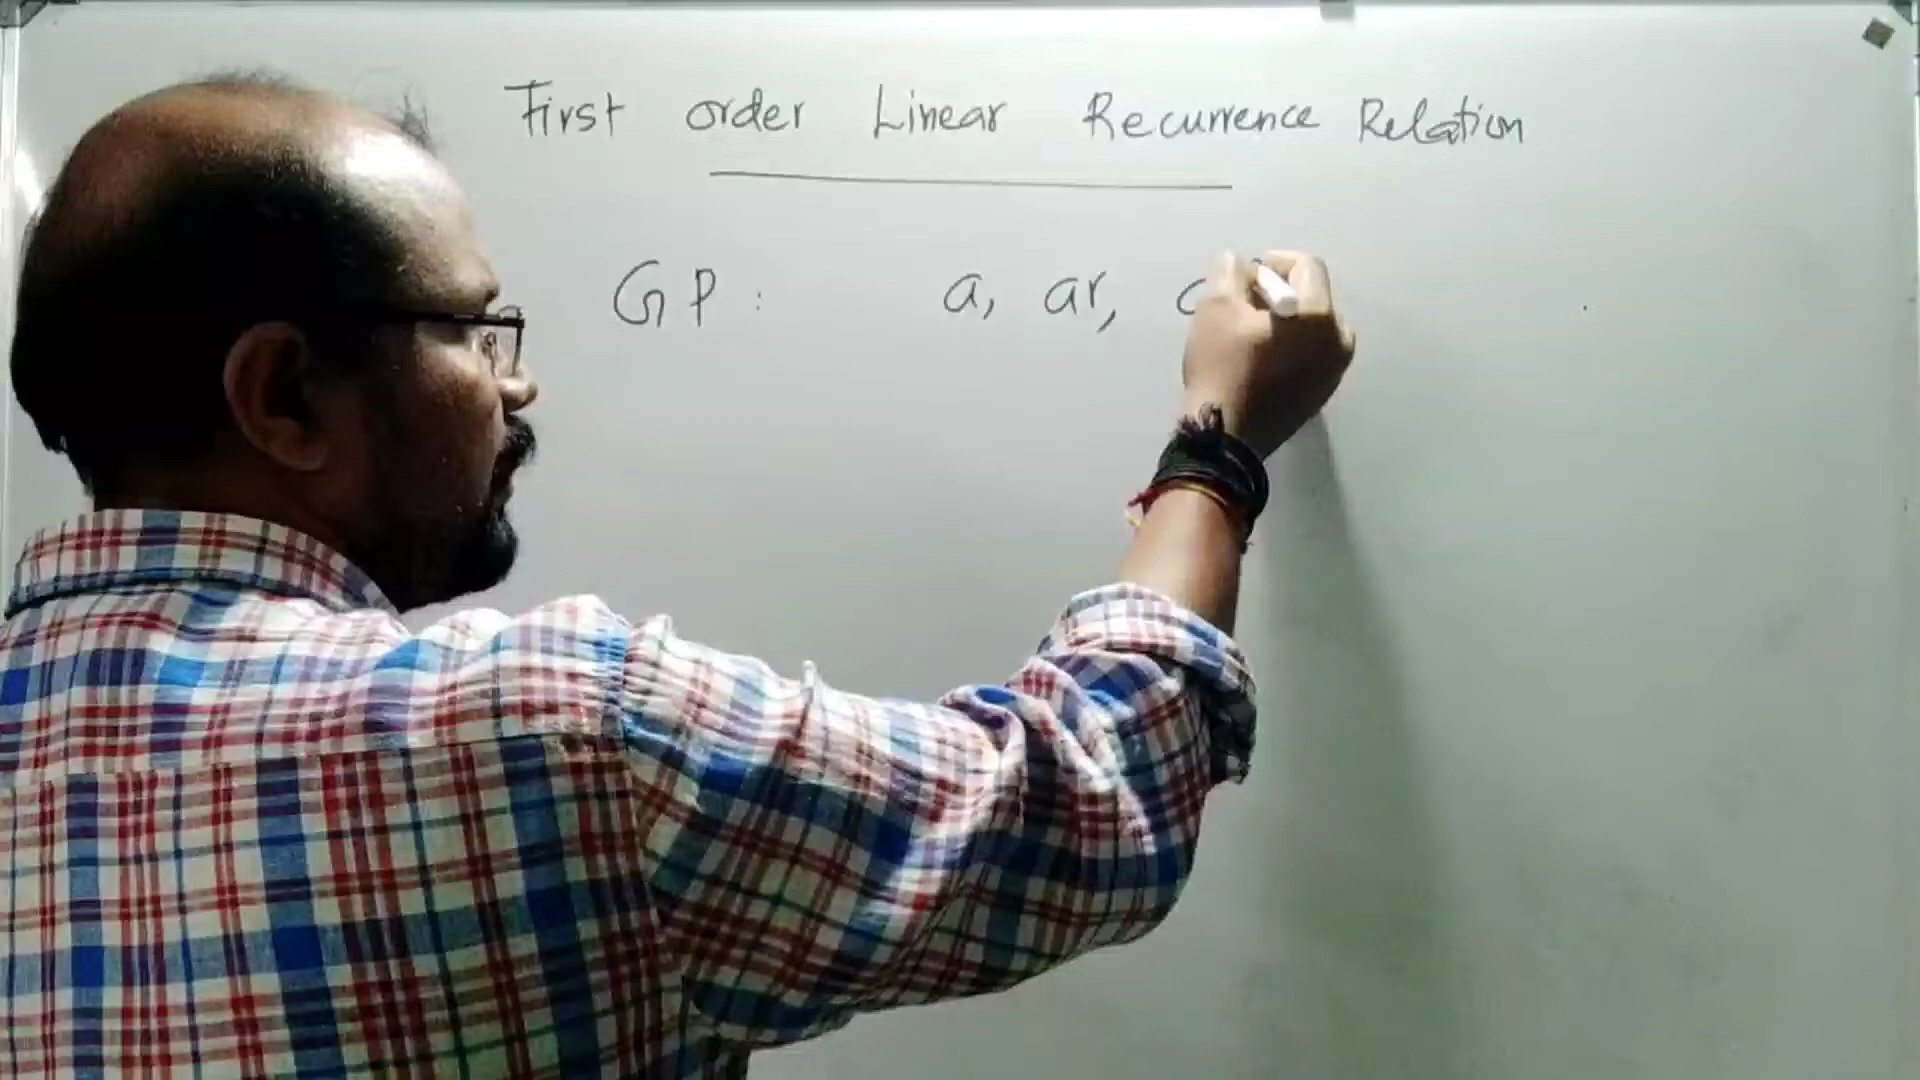 First order Linear Recurrence Relation
GP : a, ar,